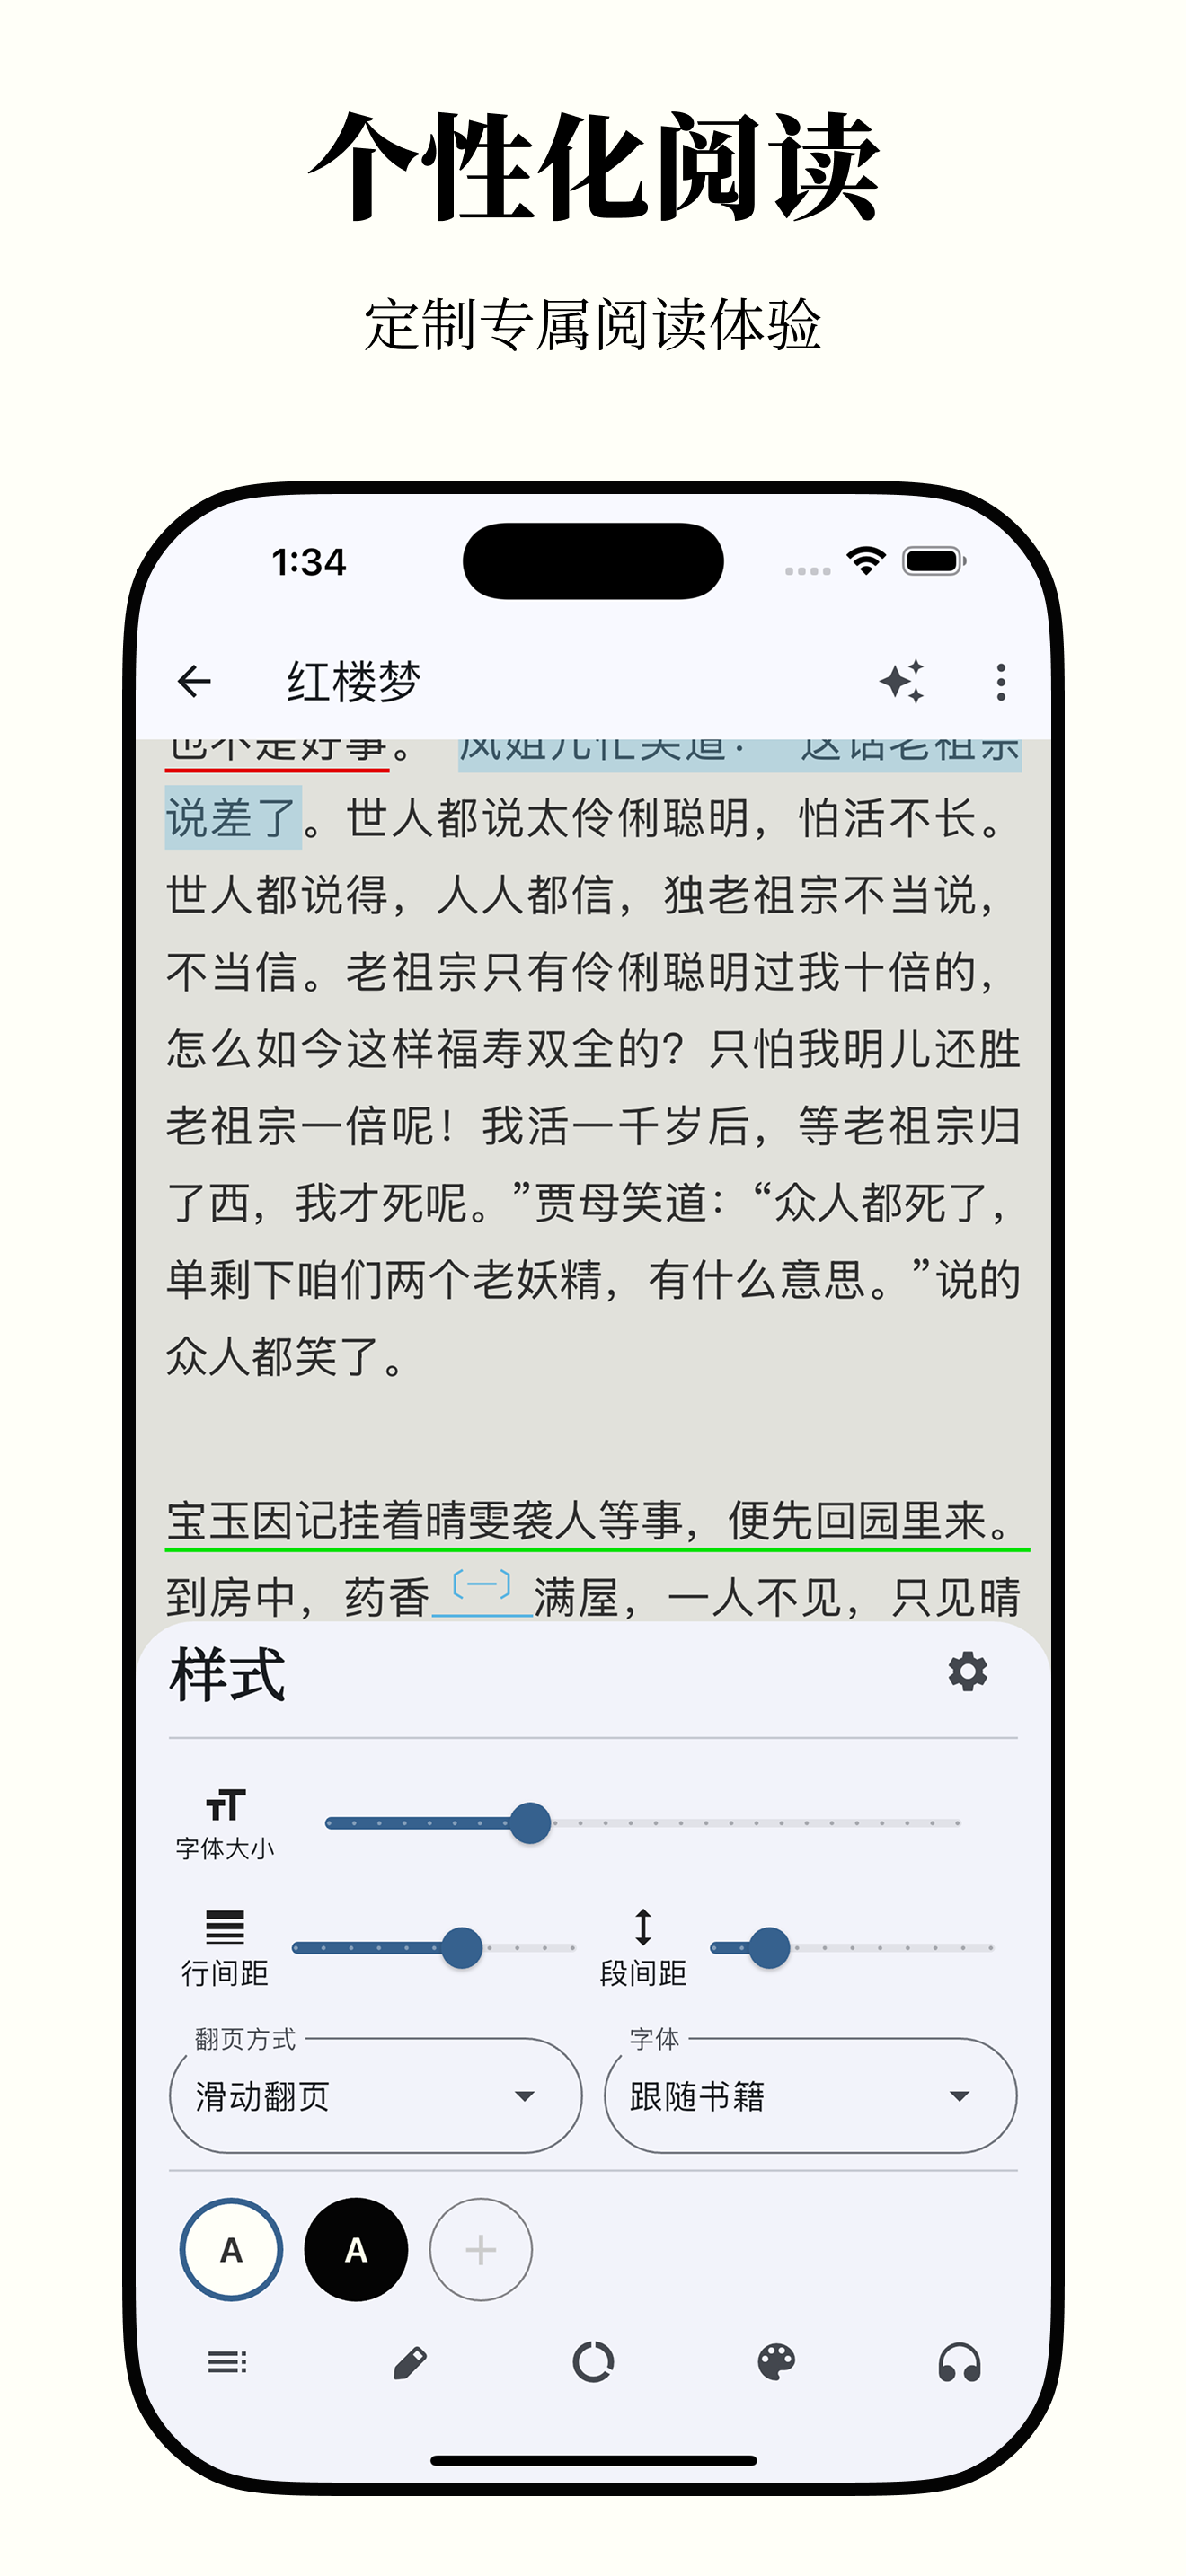 个性化阅读
定制专属阅读体验
1:34
红楼梦
也不是好事。 凤姐儿忙笑道：“这话老祖宗
说差了。世人都说太伶俐聪明，怕活不长。
世人都说得，人人都信，独老祖宗不当说，
不当信。老祖宗只有伶俐聪明过我十倍的，
怎么如今这样福寿双全的？只怕我明儿还胜
老祖宗一倍呢！我活一千岁后，等老祖宗归
了西，我才死呢。”贾母笑道：“众人都死了，
单剩下咱们两个老妖精，有什么意思。”说的
众人都笑了。
宝玉因记挂着晴雯袭人等事，便先回园里来。
到房中，药香〔一〕满屋，一人不见，只见晴
样式
字体大小
行间距
段间距
翻页方式
字体
滑动翻页
跟随书籍
A
A